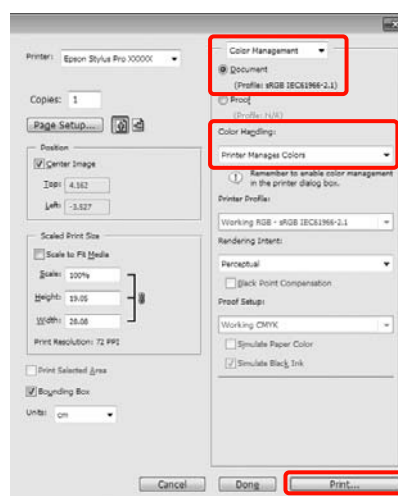 Printer: Epson Stylus Pro XXXXX
Copies: 1
Page Setup...
Position
Center Image
Top: 4.162
Left: -3.827
Scaled Print Size
Scale to Fit Media
Scale: 100%
Height: 19.05
Width: 28.08
Print Resolution: 72 PPI
Print Selected Area
Bounding Box
Units: cm
Color Management
Document
(Profile: sRGB IEC61966-2.1)
Proof
(Profile: N/A)
Color Handling:
Printer Manages Colors
Remember to enable color management
in the printer dialog box.
Printer Profile:
Working RGB - sRGB IEC61966-2.1
Rendering Intent:
Perceptual
Black Point Compensation
Proof Setup:
Working CMYK
Simulate Paper Color
Simulate Black Ink
Cancel
Done
Print...